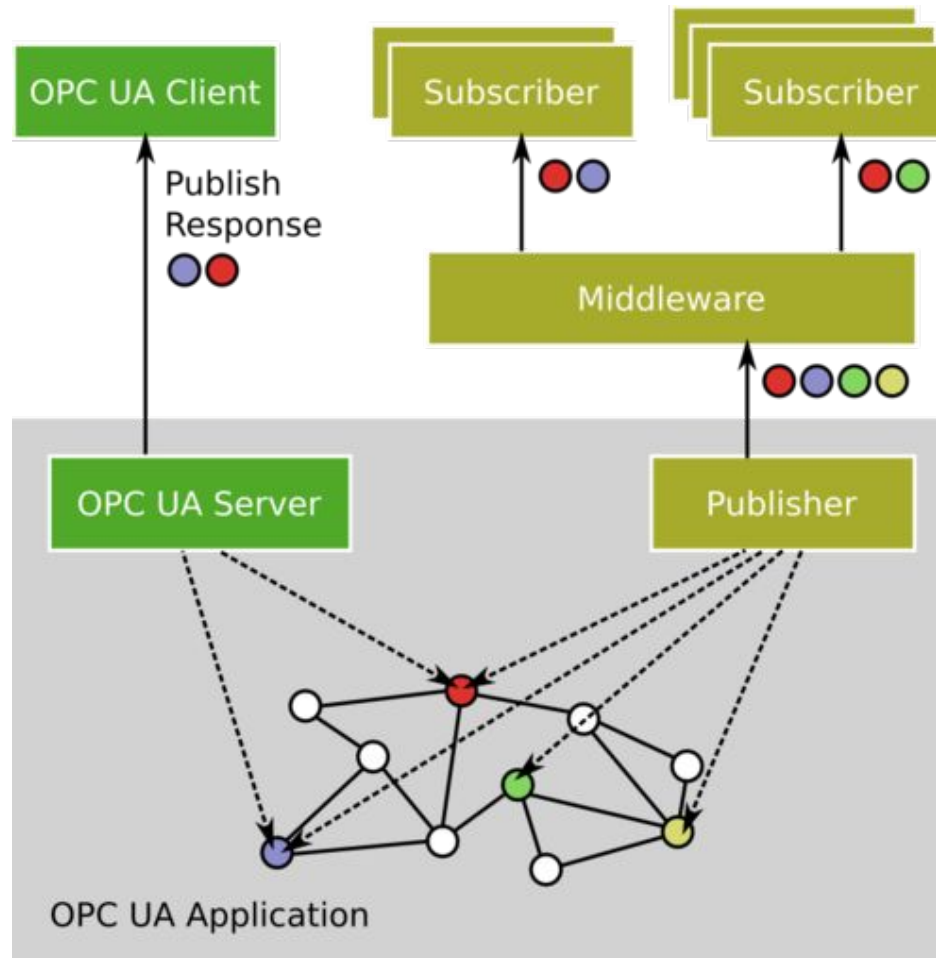 OPC UA Client
Subscriber
Subscriber
Publish
Response
Middleware
OPC UA Server
Publisher
OPC UA Application